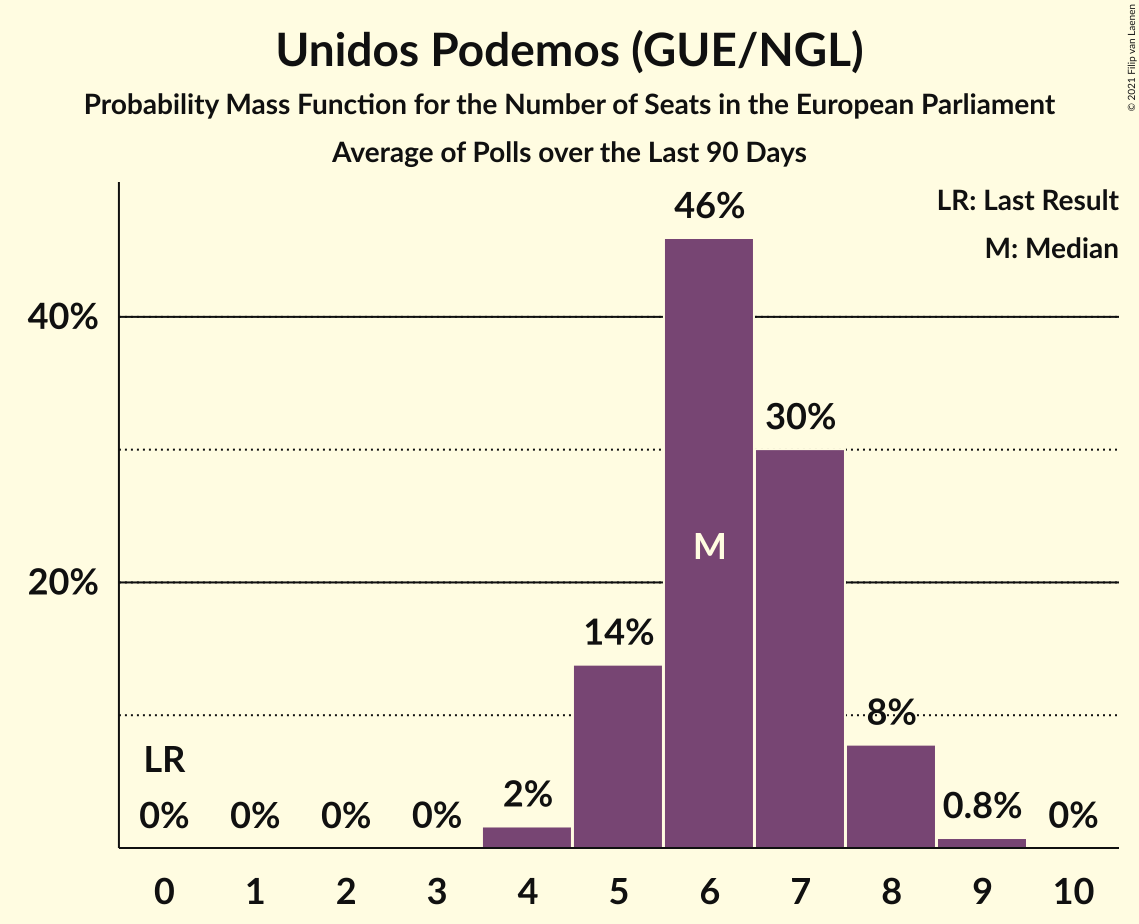 Unidos Podemos (GUE/NGL)
Probability Mass Function for the Number of Seats in the European Parliament
Average of Polls over the Last 90 Days
© 2021 Filip van Laenen
LR: Last Result
M: Median
46%
40%
30%
M
20%
14%
8%
LR
2%
0.8%
0% 0% 0% 0% 0%
0 1 2 3 4 5 6 7 8 9 10